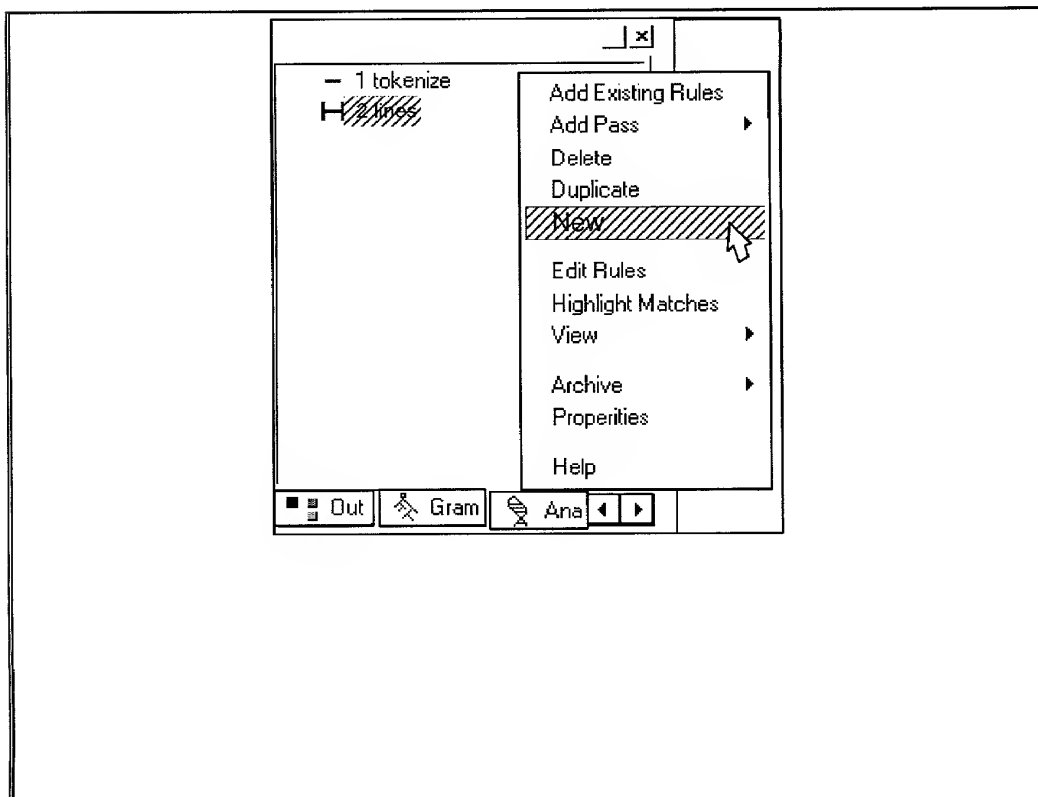 1 tokenize
2 lines
Add Existing Rules
Add Pass
Delete
Duplicate
New
Edit Rules
Highlight Matches
View
Archive
Properities
Help
Out Gram Ana